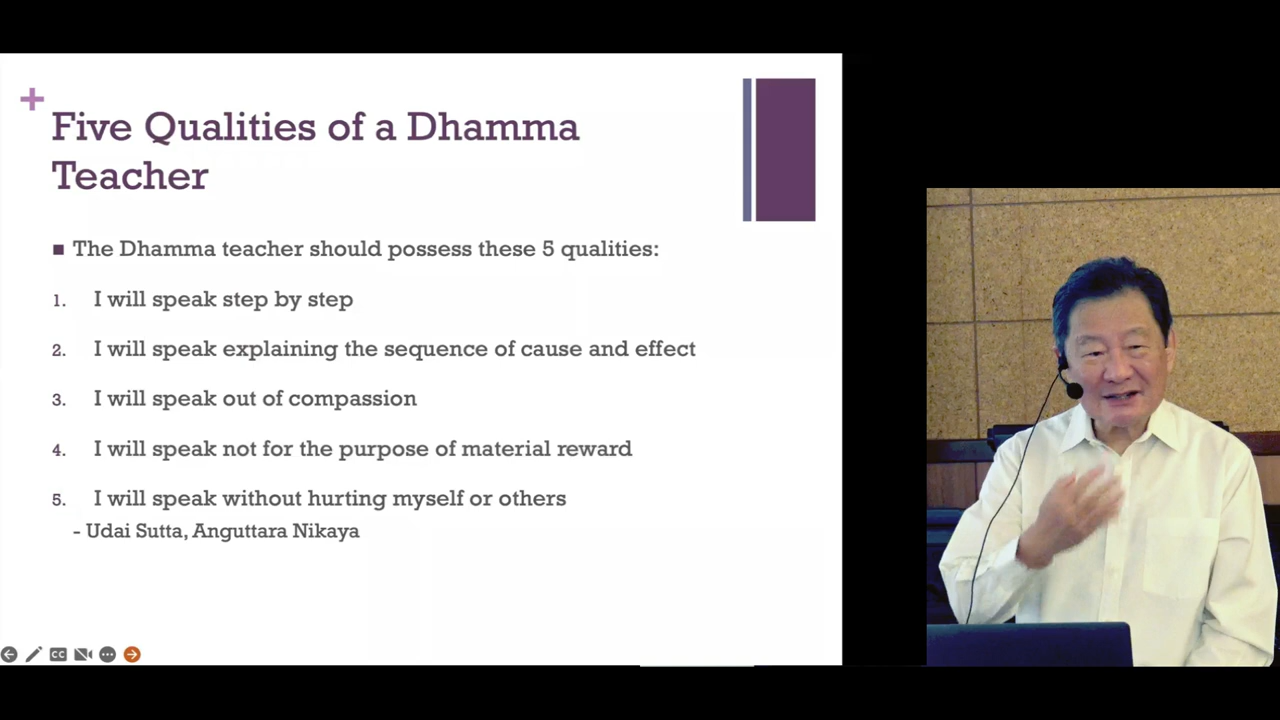 Five Qualities of a Dhamma
Teacher
The Dhamma teacher should possess these 5 qualities:
1. I will speak step by step
2. I will speak explaining the sequence of cause and effect
3. I will speak out of compassion
4. I will speak not for the purpose of material reward
5. I will speak without hurting myself or others
- Udai Sutta, Anguttara Nikaya
CC